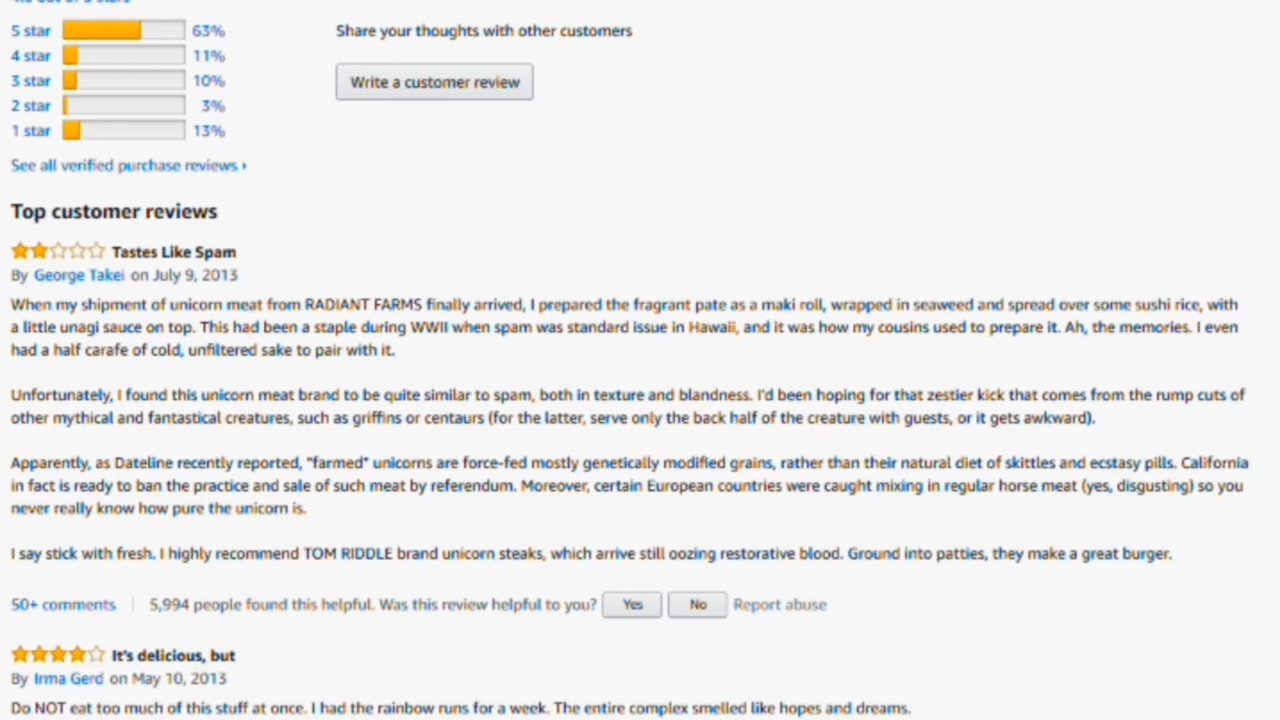 5 star 63% Share your thoughts with other customers
4 star 11%
Write a customer review
3 star 10%
2 star 3%
1 star 13%
See all verified purchase reviews ›
Top customer reviews
Tastes Like Spam
By George Takei on July 9, 2013
When my shipment of unicorn meat from RADIANT FARMS finally arrived, I prepared the fragrant pate as a maki roll, wrapped in seaweed and spread over some sushi rice, with
a little unagi sauce on top. This had been a staple during WWII when spam was standard issue in Hawaii, and it was how my cousins used to prepare it. Ah, the memories. I even
had a half carafe of cold, unfiltered sake to pair with it.
Unfortunately, I found this unicorn meat brand to be quite similar to spam, both in texture and blandness. I'd been hoping for that zestier kick that comes from the rump cuts of
other mythical and fantastical creatures, such as griffins or centaurs (for the latter, serve only the back half of the creature with guests, or it gets awkward).
Apparently, as Dateline recently reported, "farmed" unicorns are force-fed mostly genetically modified grains, rather than their natural diet of skittles and ecstasy pills. California
in fact is ready to ban the practice and sale of such meat by referendum. Moreover, certain European countries were caught mixing in regular horse meat (yes, disgusting) so you
never really know how pure the unicorn is.
I say stick with fresh. I highly recommend TOM RIDDLE brand unicorn steaks, which arrive still oozing restorative blood. Ground into patties, they make a great burger.
50+ comments 5,994 people found this helpful. Was this review helpful to you? Yes No Report abuse
It's delicious, but
By Irma Gerd on May 10, 2013
Do NOT eat too much of this stuff at once. I had the rainbow runs for a week. The entire complex smelled like hopes and dreams.